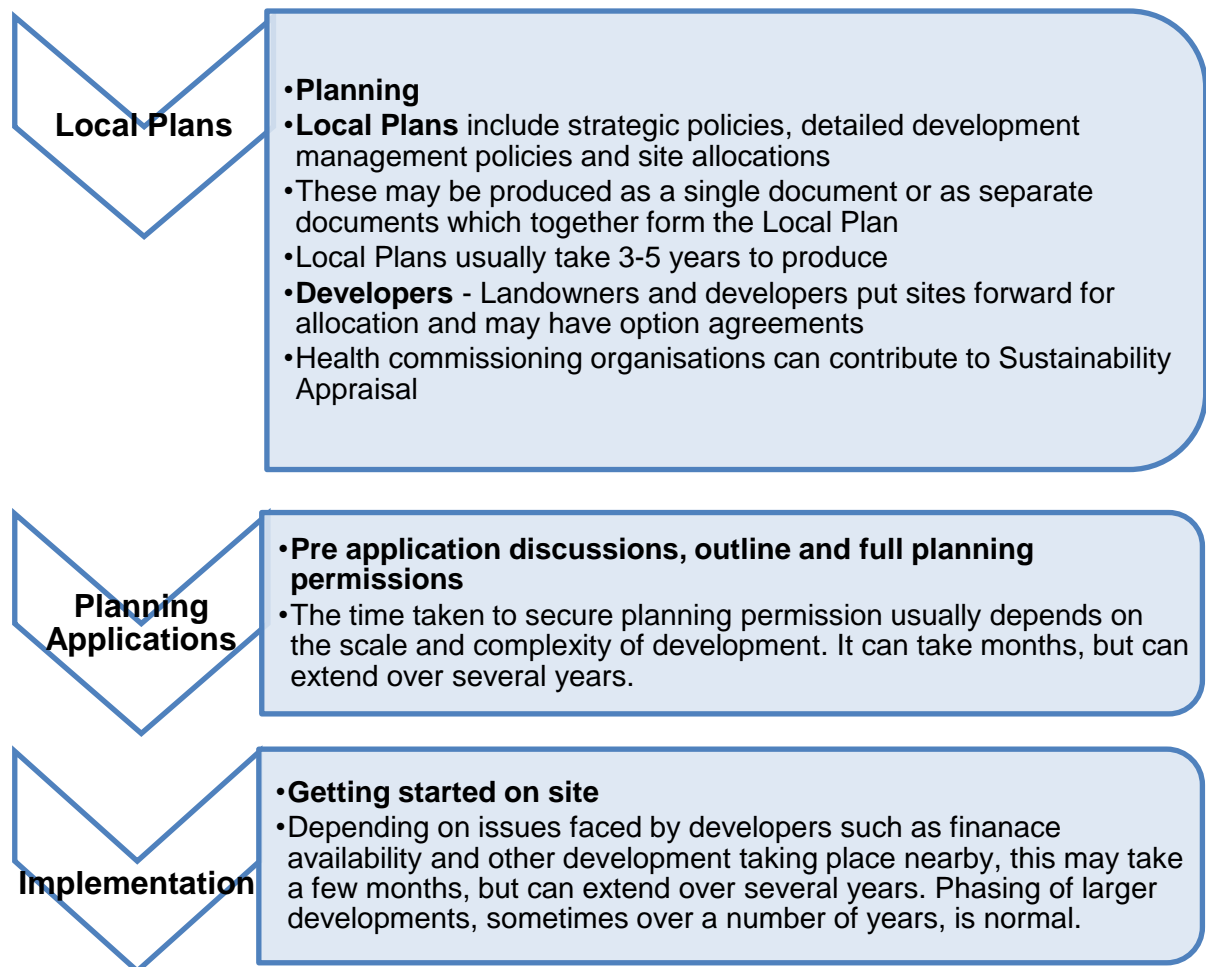 Local Plans
•Planning
•Local Plans include strategic policies, detailed development
management policies and site allocations
•These may be produced as a single document or as separate
documents which together form the Local Plan
•Local Plans usually take 3-5 years to produce
•Developers - Landowners and developers put sites forward for
allocation and may have option agreements
•Health commissioning organisations can contribute to Sustainability
Appraisal
Planning
Applications
•Pre application discussions, outline and full planning
permissions
•The time taken to secure planning permission usually depends on
the scale and complexity of development. It can take months, but can
extend over several years.
Implementation
•Getting started on site
•Depending on issues faced by developers such as finanace
availability and other development taking place nearby, this may take
a few months, but can extend over several years. Phasing of larger
developments, sometimes over a number of years, is normal.